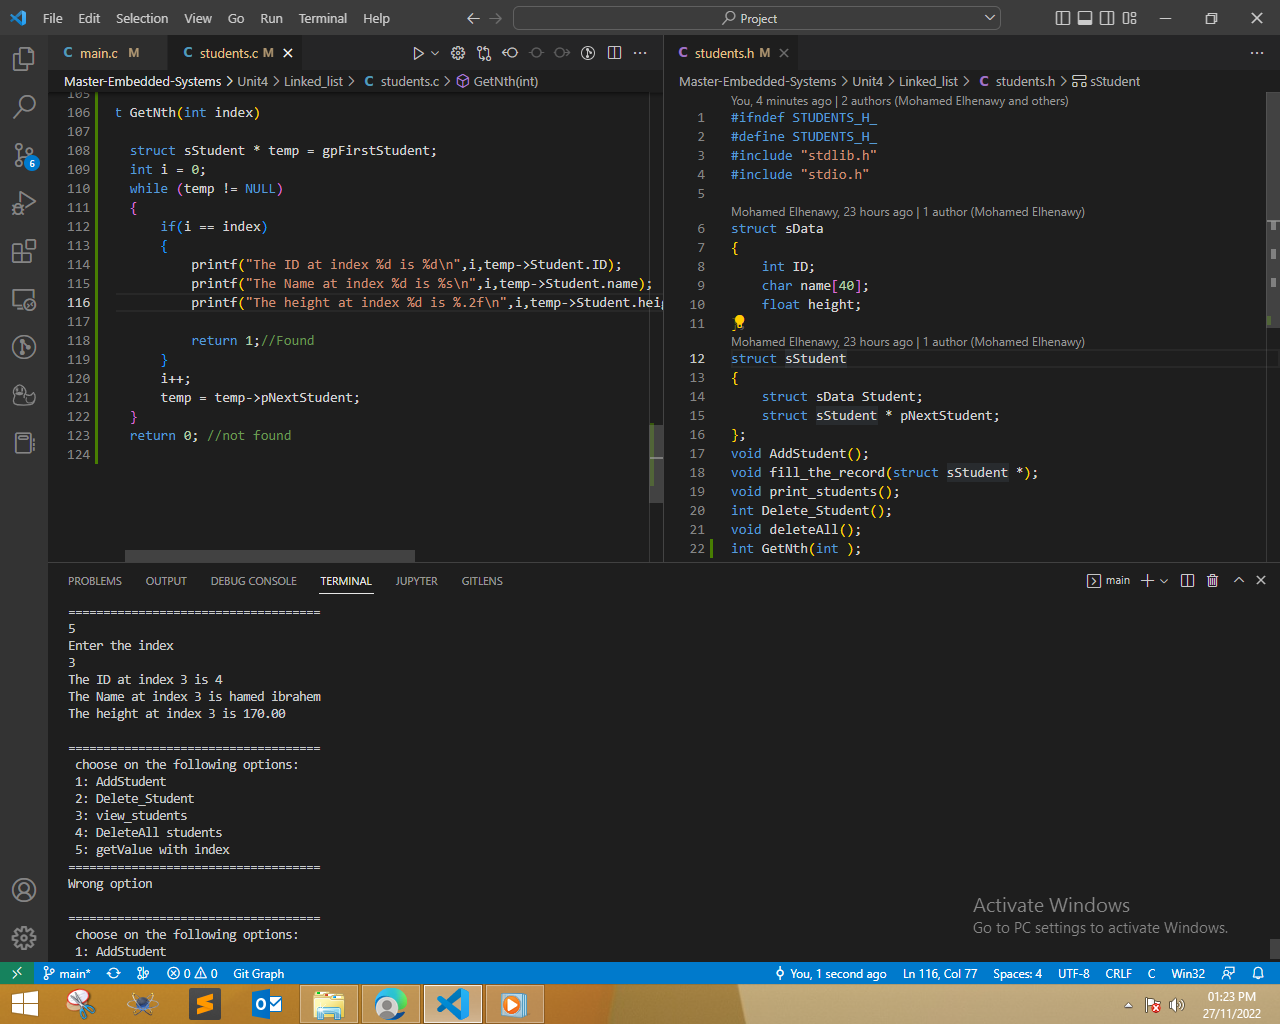 File Edit Selection View Go Run Terminal Help
Project
main.c M
students.c M
students.h M
Master-Embedded-Systems > Unit4 > Linked_list > C students.c > GetNth(int)
105
106 t GetNth(int index)
107
108 struct sStudent * temp = gpFirstStudent;
109 int i = 0;
110 while (temp != NULL)
111 {
112 if(i == index)
113 {
114 printf("The ID at index %d is %d\n",i,temp->Student.ID);
115 printf("The Name at index %d is %s\n",i,temp->Student.name);
116 printf("The height at index %d is %.2f\n",i,temp->Student.heig
117
118 return 1;//Found
119 }
120 i++;
121 temp = temp->pNextStudent;
122 }
123 return 0; //not found
124
Master-Embedded-Systems > Unit4 > Linked_list > C students.h > sStudent
You, 4 minutes ago | 2 authors (Mohamed Elhenawy and others)
1 #ifndef STUDENTS_H_
2 #define STUDENTS_H_
3 #include "stdlib.h"
4 #include "stdio.h"
5
Mohamed Elhenawy, 23 hours ago | 1 author (Mohamed Elhenawy)
6 struct sData
7 {
8 int ID;
9 char name[40];
10 float height;
11
Mohamed Elhenawy, 23 hours ago | 1 author (Mohamed Elhenawy)
12 struct sStudent
13 {
14 struct sData Student;
15 struct sStudent * pNextStudent;
16 };
17 void AddStudent();
18 void fill_the_record(struct sStudent *);
19 void print_students();
20 int Delete_Student();
21 void deleteAll();
22 int GetNth(int );
PROBLEMS OUTPUT DEBUG CONSOLE TERMINAL JUPYTER GITLENS
main
====================================
5
Enter the index
3
The ID at index 3 is 4
The Name at index 3 is hamed ibrahem
The height at index 3 is 170.00
====================================
choose on the following options:
1: AddStudent
2: Delete_Student
3: view_students
4: DeleteAll students
5: getValue with index
====================================
Wrong option
====================================
choose on the following options:
1: AddStudent
Activate Windows
Go to PC settings to activate Windows.
6
main* 0 0 Git Graph
You, 1 second ago Ln 116, Col 77 Spaces: 4 UTF-8 CRLF C Win32
01:23 PM
27/11/2022